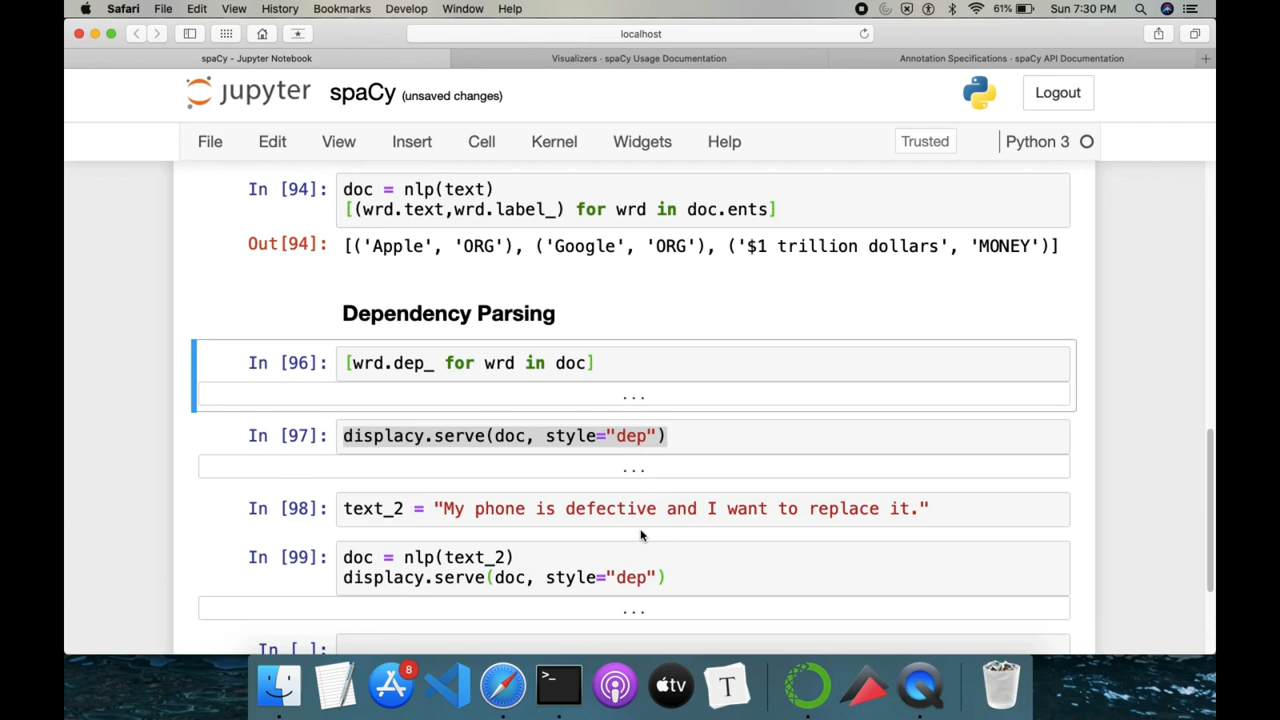 Safari File Edit View History Bookmarks Develop Window Help 61% Sun 7:30 PM
localhost
spaCy - Jupyter Notebook Visualizers · spaCy Usage Documentation Annotation Specifications · spaCy API Documentation +
jupyter spaCy (unsaved changes) Logout
File Edit View Insert Cell Kernel Widgets Help Trusted Python 3
In [94]: doc = nlp(text)
[(wrd.text,wrd.label_) for wrd in doc.ents]
Out[94]: [('Apple', 'ORG'), ('Google', 'ORG'), ('$1 trillion dollars', 'MONEY')]
Dependency Parsing
In [96]: [wrd.dep_ for wrd in doc]
...
In [97]: displacy.serve(doc, style="dep")
...
In [98]: text_2 = "My phone is defective and I want to replace it."
In [99]: doc = nlp(text_2)
displacy.serve(doc, style="dep")
...
In [ ]:
8
>_
tv
T